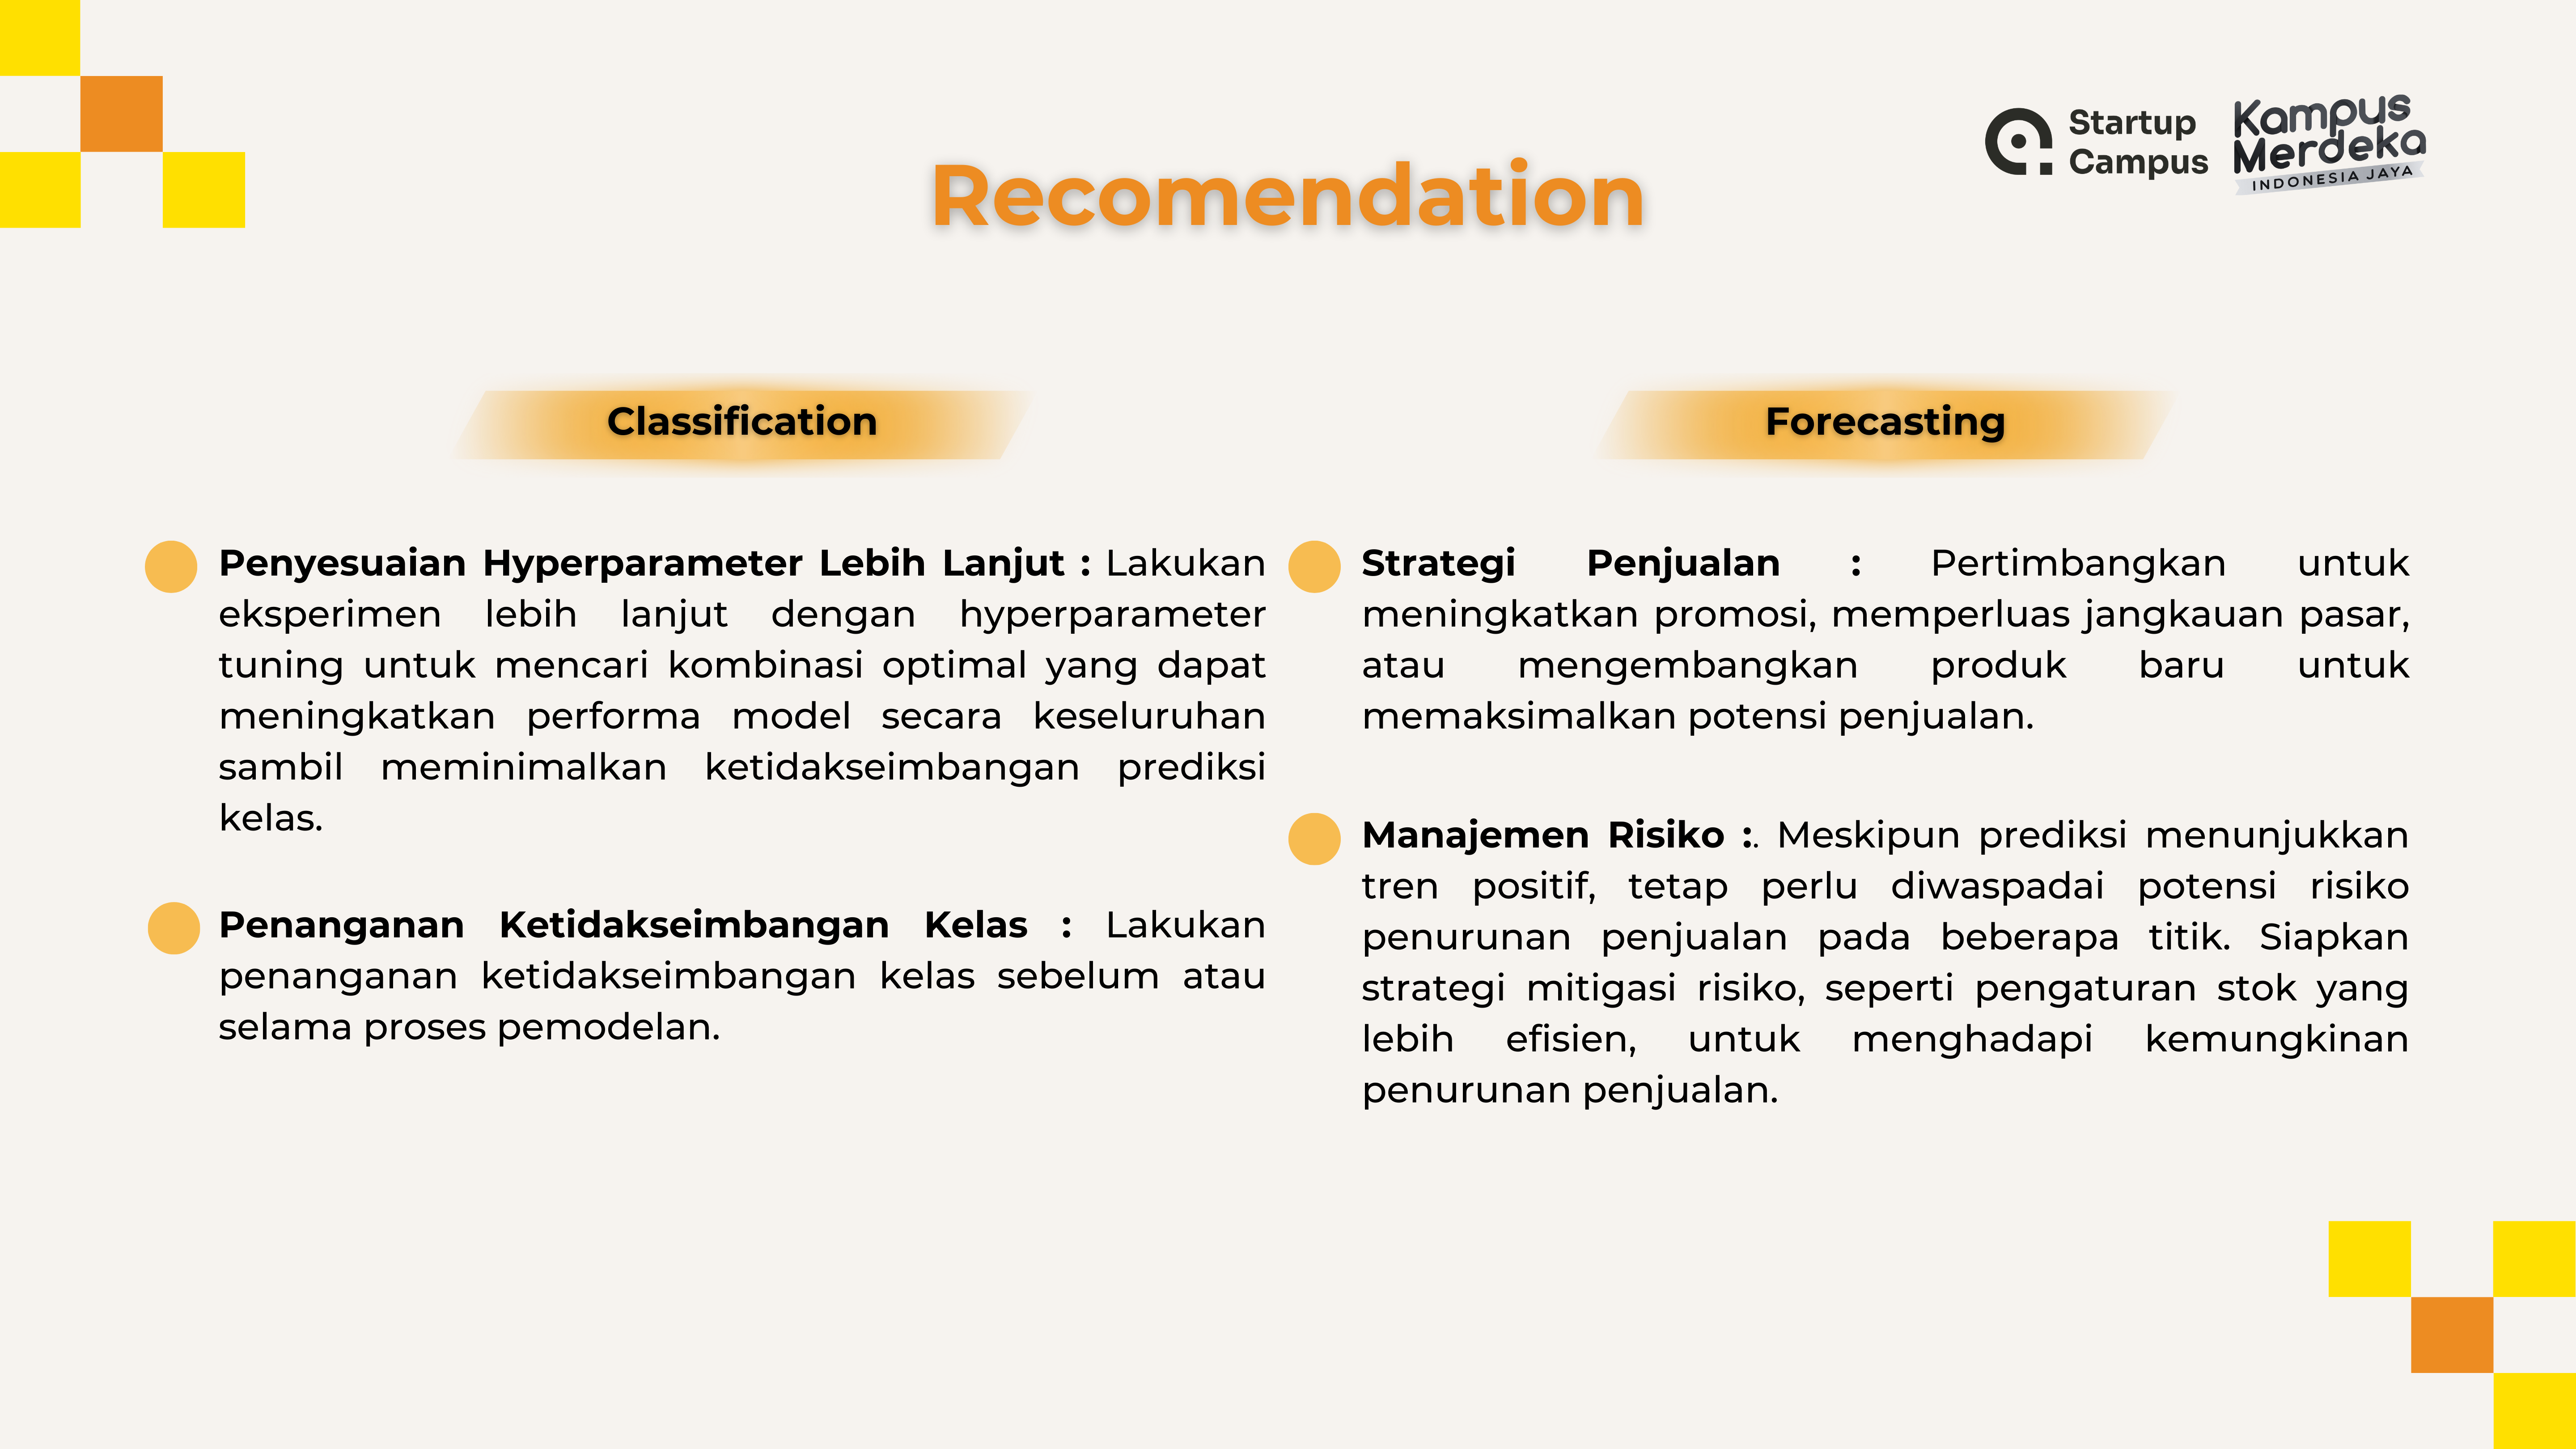 Startup
Campus
Kampus
Merdeka
INDONESIA JAYA
Recomendation
Classification
Penyesuaian Hyperparameter Lebih Lanjut : Lakukan
eksperimen lebih lanjut dengan hyperparameter
tuning untuk mencari kombinasi optimal yang dapat
meningkatkan performa model secara keseluruhan
sambil meminimalkan ketidakseimbangan prediksi
kelas.
Penanganan Ketidakseimbangan Kelas : Lakukan
penanganan ketidakseimbangan kelas sebelum atau
selama proses pemodelan.
Forecasting
Strategi Penjualan : Pertimbangkan untuk
meningkatkan promosi, memperluas jangkauan pasar,
atau mengembangkan produk baru untuk
memaksimalkan potensi penjualan.
Manajemen Risiko :. Meskipun prediksi menunjukkan
tren positif, tetap perlu diwaspadai potensi risiko
penurunan penjualan pada beberapa titik. Siapkan
strategi mitigasi risiko, seperti pengaturan stok yang
lebih efisien, untuk menghadapi kemungkinan
penurunan penjualan.